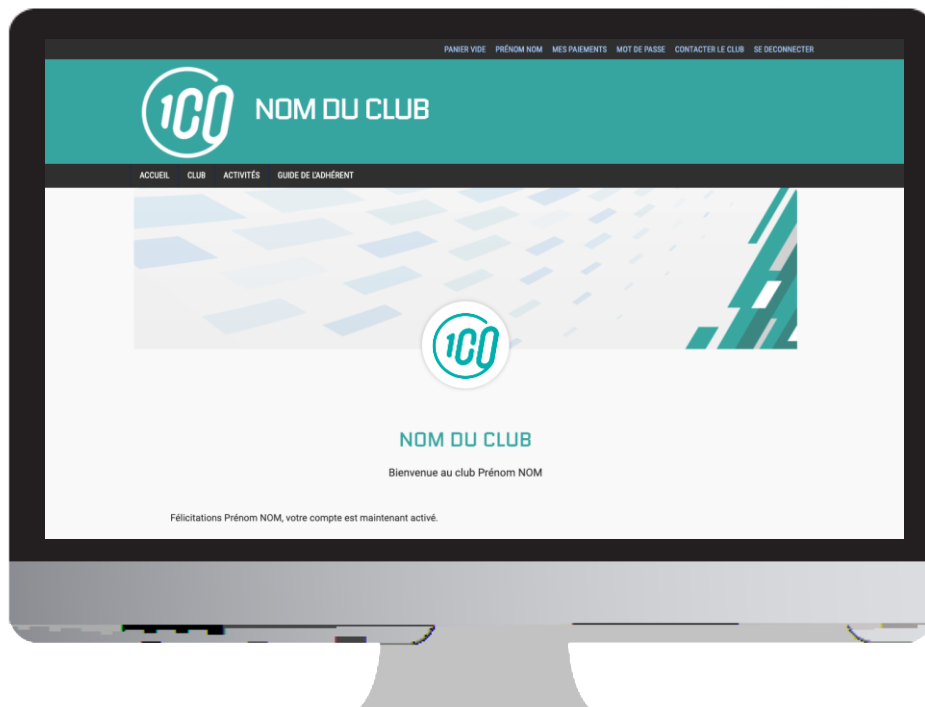 PANIER VIDE PRÉNOM NOM MES PAIEMENTS MOT DE PASSE CONTACTER LE CLUB SE DECONNECTER
100 NOM DU CLUB
ACCUEIL CLUB ACTIVITÉS GUIDE DE L'ADHÉRENT
100
NOM DU CLUB
Bienvenue au club Prénom NOM
Félicitations Prénom NOM, votre compte est maintenant activé.